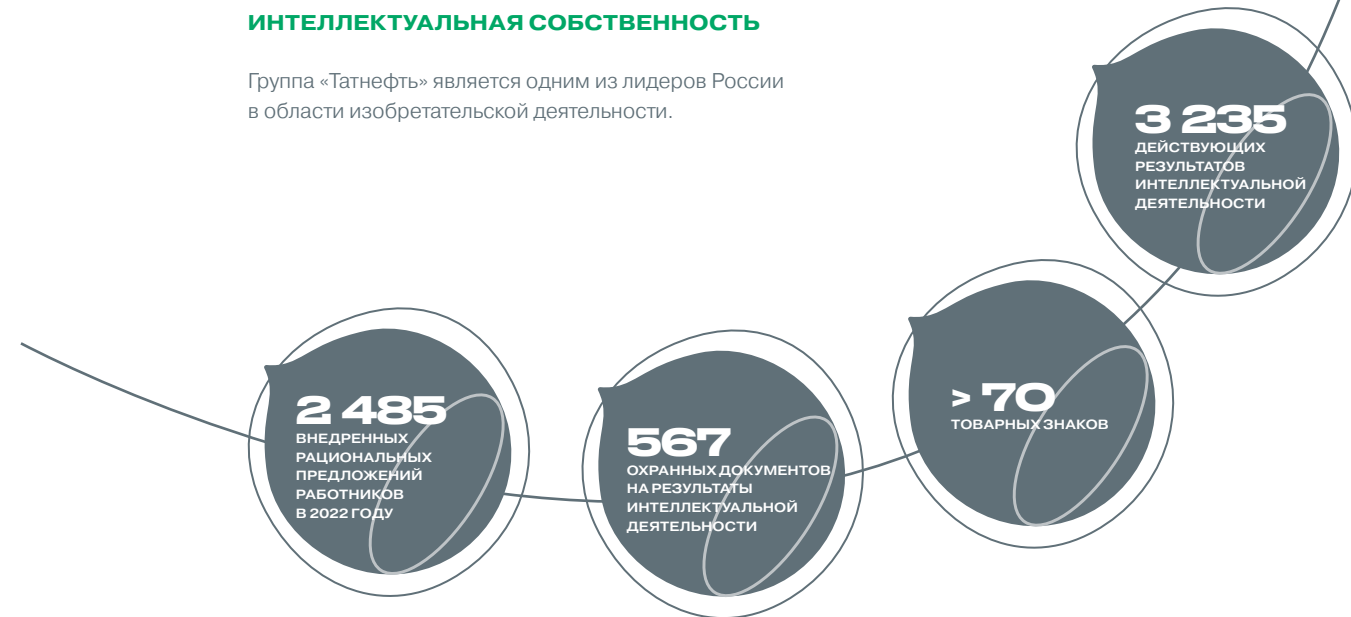 ИНТЕЛЛЕКТУАЛЬНАЯ СОБСТВЕННОСТЬ
Группа «Татнефть» является одним из лидеров России
в области изобретательской деятельности.
2 485
ВНЕДРЕННЫХ
РАЦИОНАЛЬНЫХ
ПРЕДЛОЖЕНИЙ
РАБОТНИКОВ
В 2022 ГОДУ
567
ОХРАННЫХ ДОКУМЕНТОВ
НА РЕЗУЛЬТАТЫ
ИНТЕЛЛЕКТУАЛЬНОЙ
ДЕЯТЕЛЬНОСТИ
> 70
ТОВАРНЫХ ЗНАКОВ
3 235
ДЕЙСТВУЮЩИХ
РЕЗУЛЬТАТОВ
ИНТЕЛЛЕКТУАЛЬНОЙ
ДЕЯТЕЛЬНОСТИ